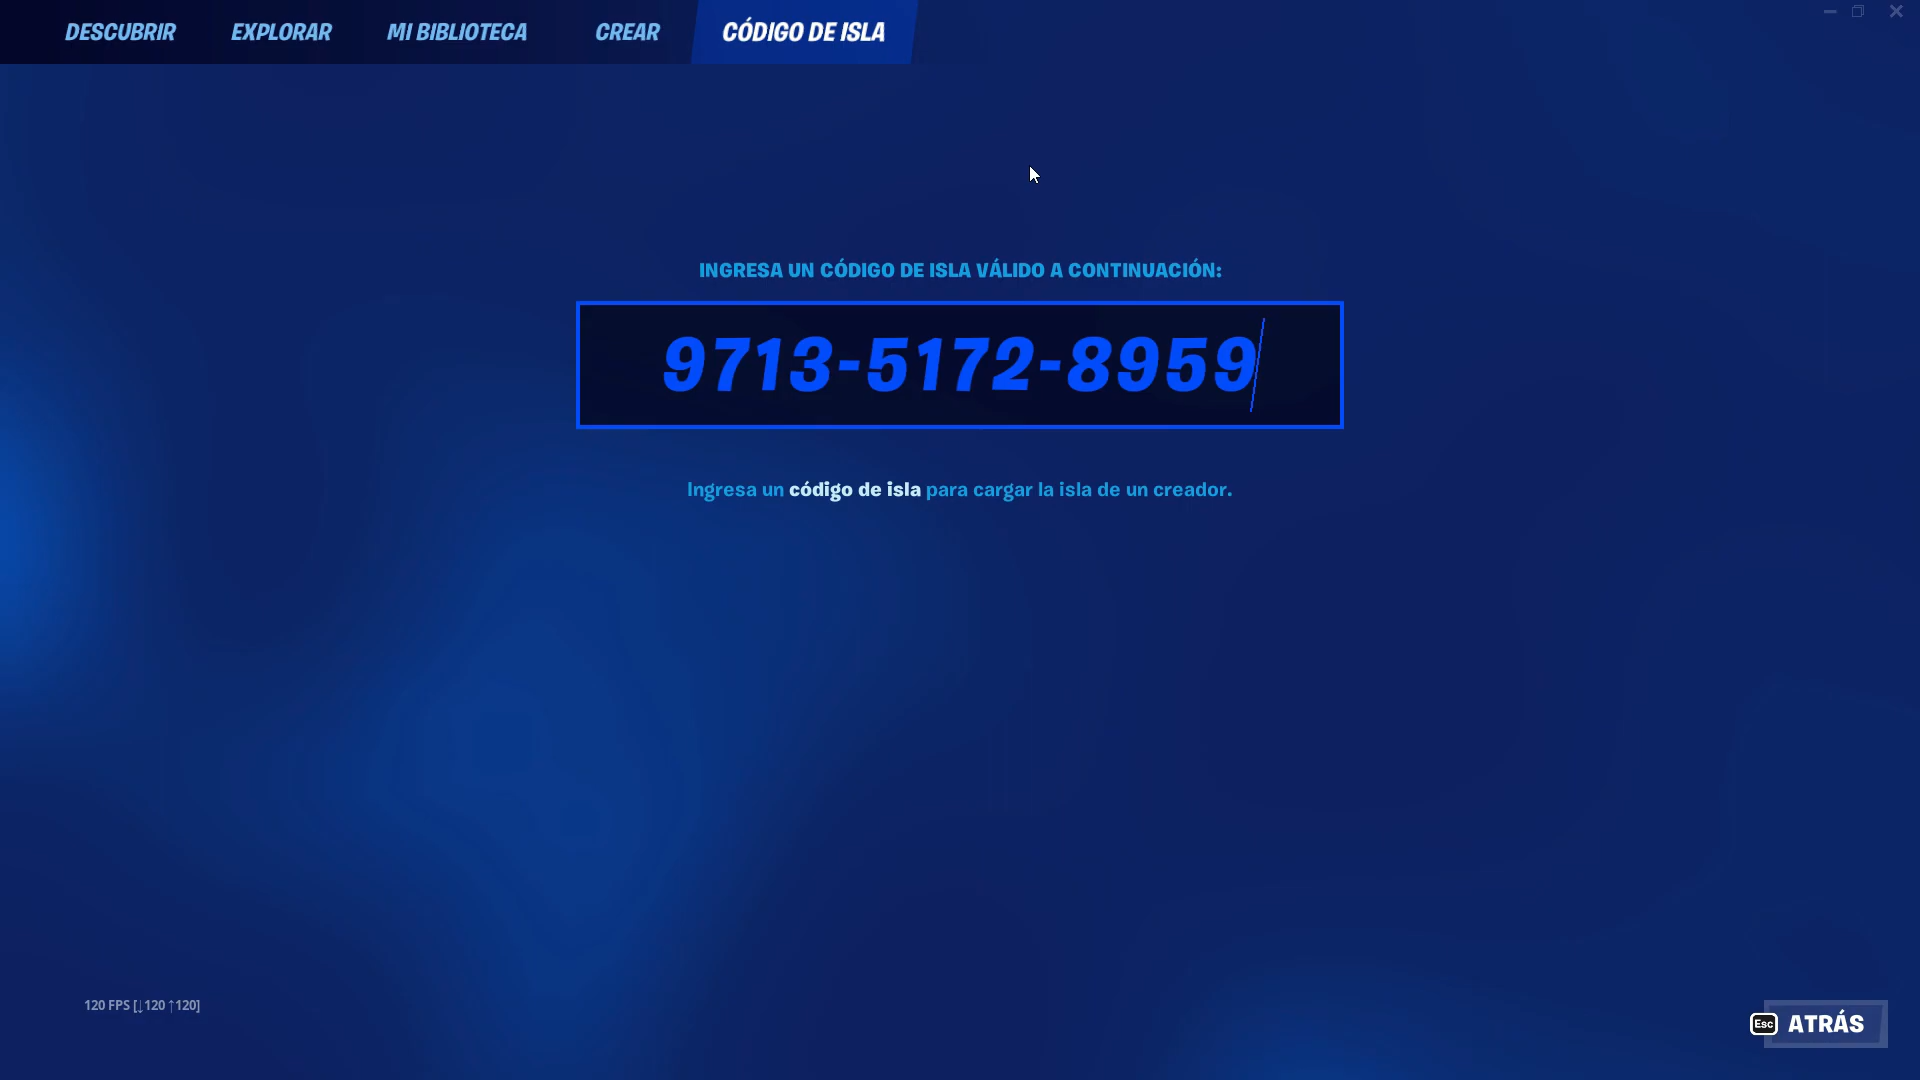 DESCUBRIR EXPLORAR MI BIBLIOTECA CREAR CÓDIGO DE ISLA
INGRESA UN CÓDIGO DE ISLA VÁLIDO A CONTINUACIÓN:
9713-5172-8959
Ingresa un código de isla para cargar la isla de un creador.
120 FPS [↓120 ↑120]
Esc ATRÁS